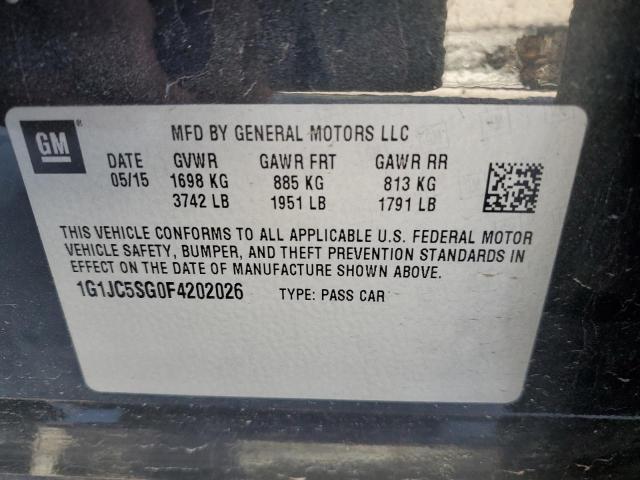 GM®
MFD BY GENERAL MOTORS LLC
DATE GVWR GAWR FRT GAWR RR
05/15 1698 KG 885 KG 813 KG
3742 LB 1951 LB 1791 LB
THIS VEHICLE CONFORMS TO ALL APPLICABLE U.S. FEDERAL MOTOR
VEHICLE SAFETY, BUMPER, AND THEFT PREVENTION STANDARDS IN
EFFECT ON THE DATE OF MANUFACTURE SHOWN ABOVE.
1G1JC5SG0F4202026 TYPE: PASS CAR